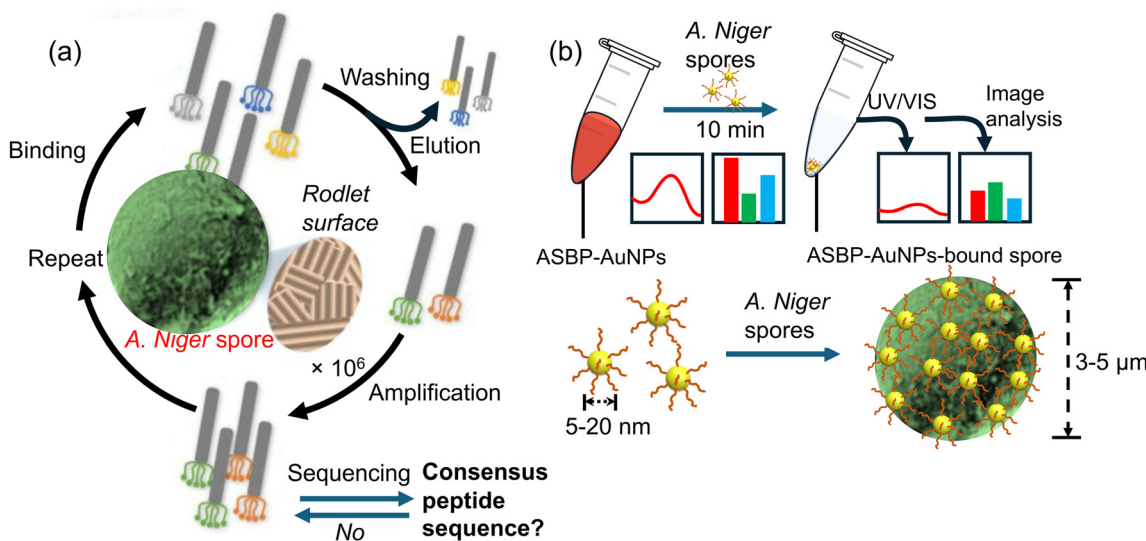 (a)
Washing
Elution
Binding
Rodlet
surface
Repeat
A. Niger spore
× 10⁶
Amplification
Sequencing
No
Consensus
peptide
sequence?
(b)
A. Niger
spores
10 min
UV/VIS
Image
analysis
ASBP-AuNPs
ASBP-AuNPs-bound spore
A. Niger
spores
5-20 nm
3-5 μm